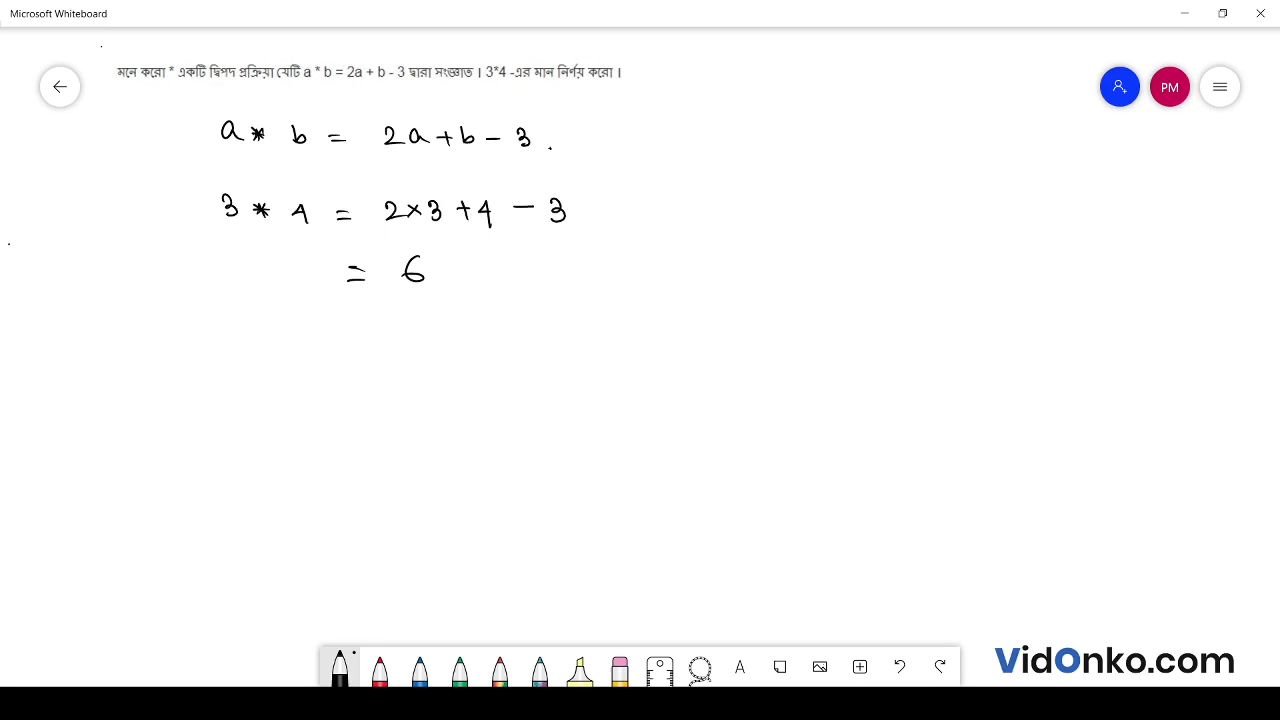 Microsoft Whiteboard
মনে করো * একটি দ্বিপদ প্রক্রিয়া যেটি a * b = 2a + b - 3 দ্বারা সংজ্ঞাত । 3*4 -এর মান নির্ণয় করো ।
PM
a * b = 2a + b - 3 .
3 * 4 = 2 × 3 + 4 - 3
= 6
A
VidOnko.com